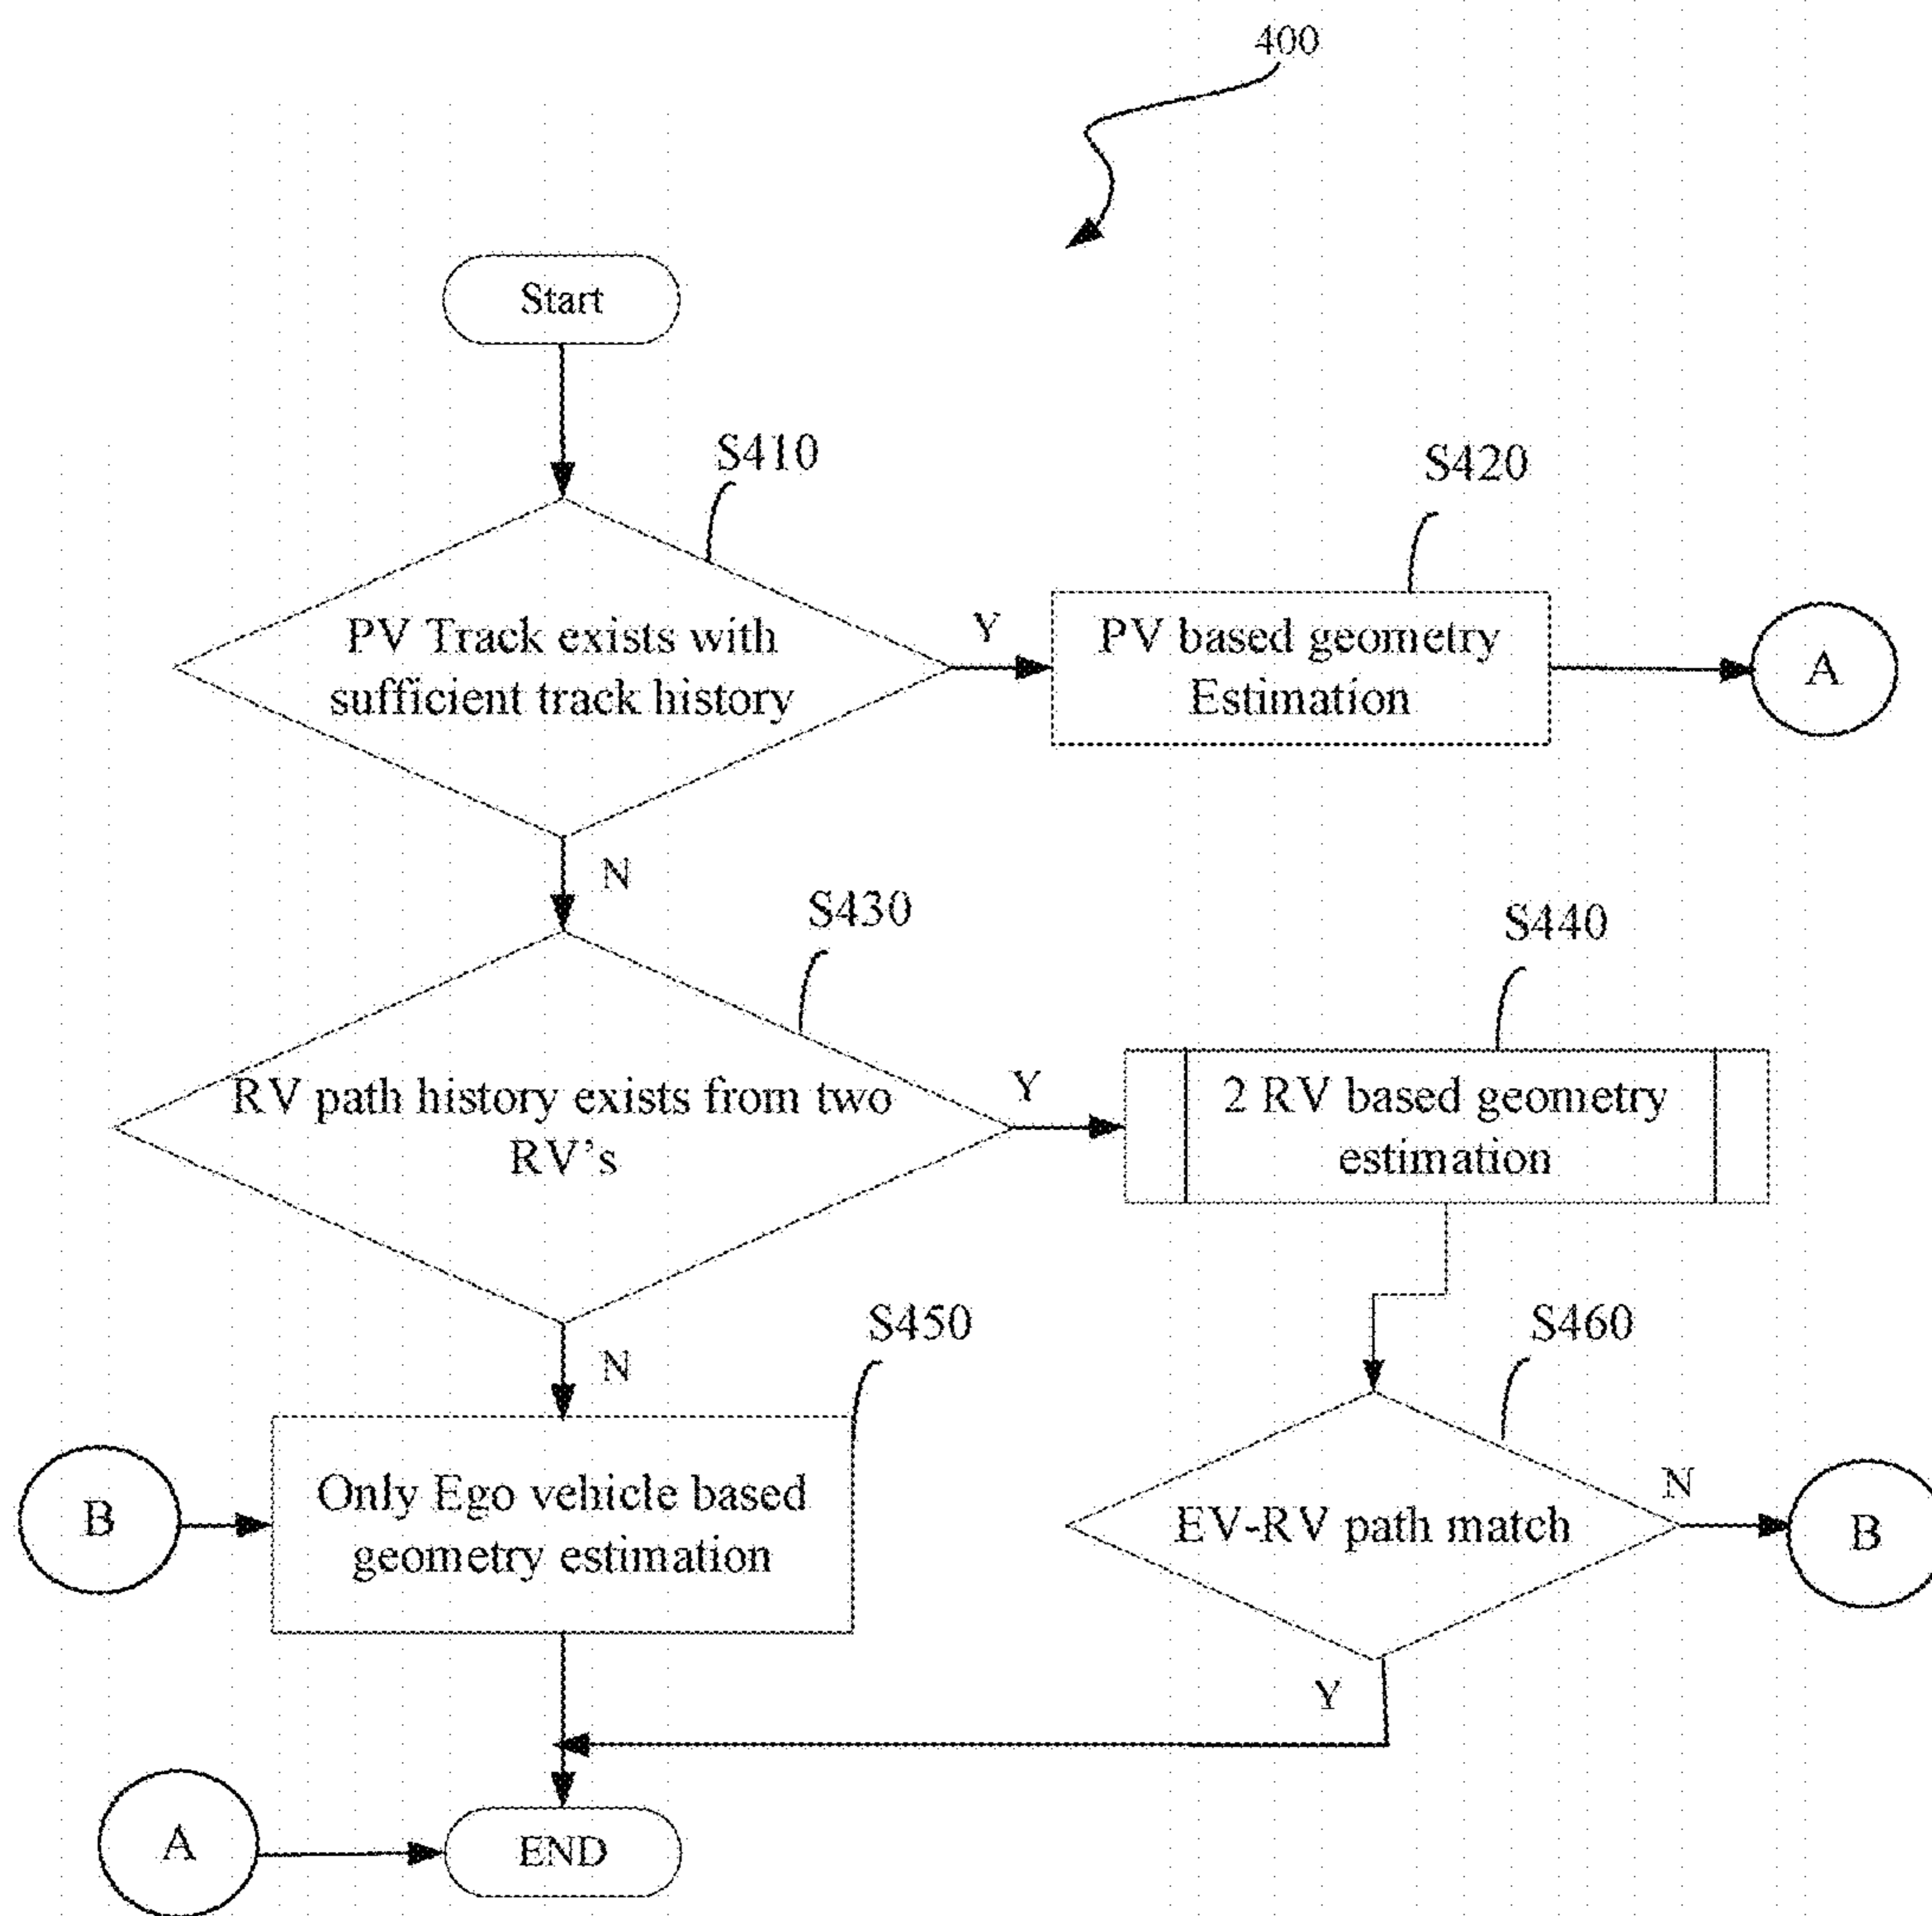 400
Start
S410
S420
PV Track exists with
sufficient track history
Y
PV based geometry
Estimation
A
N
S430
S440
RV path history exists from two
RV's
Y
2 RV based geometry
estimation
N
S450
S460
B
Only Ego vehicle based
geometry estimation
EV-RV path match
N
B
Y
A
END